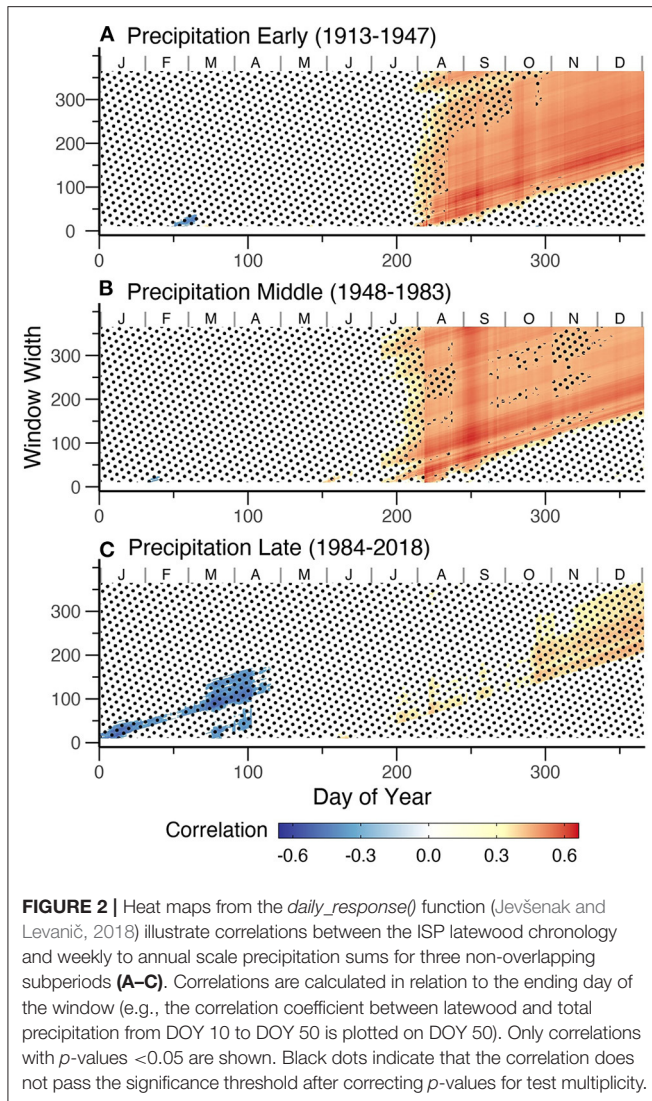 A Precipitation Early (1913-1947)
J F M A M J J A S O N D
300
200
100
0
0 100 200 300
B Precipitation Middle (1948-1983)
J F M A M J J A S O N D
Window Width
300
200
100
0
0 100 200 300
C Precipitation Late (1984-2018)
J F M A M J J A S O N D
300
200
100
0
0 100 200 300
Day of Year
Correlation
-0.6 -0.3 0.0 0.3 0.6
FIGURE 2 | Heat maps from the daily_response() function (Jevšenak and
Levanič, 2018) illustrate correlations between the ISP latewood chronology
and weekly to annual scale precipitation sums for three non-overlapping
subperiods (A–C). Correlations are calculated in relation to the ending day of
the window (e.g., the correlation coefficient between latewood and total
precipitation from DOY 10 to DOY 50 is plotted on DOY 50). Only correlations
with p-values <0.05 are shown. Black dots indicate that the correlation does
not pass the significance threshold after correcting p-values for test multiplicity.